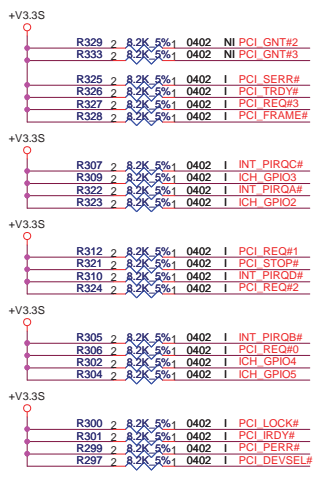 +V3.3S
R329 2 8.2K_5% 1 0402 NI PCI_GNT#2
R333 2 8.2K_5% 1 0402 NI PCI_GNT#3
R325 2 8.2K_5% 1 0402 I PCI_SERR#
R326 2 8.2K_5% 1 0402 I PCI_TRDY#
R327 2 8.2K_5% 1 0402 I PCI_REQ#3
R328 2 8.2K_5% 1 0402 I PCI_FRAME#
+V3.3S
R307 2 8.2K_5% 1 0402 I INT_PIRQC#
R309 2 8.2K_5% 1 0402 I ICH_GPIO3
R322 2 8.2K_5% 1 0402 I INT_PIRQA#
R323 2 8.2K_5% 1 0402 I ICH_GPIO2
+V3.3S
R312 2 8.2K_5% 1 0402 I PCI_REQ#1
R321 2 8.2K_5% 1 0402 I PCI_STOP#
R310 2 8.2K_5% 1 0402 I INT_PIRQD#
R324 2 8.2K_5% 1 0402 I PCI_REQ#2
+V3.3S
R305 2 8.2K_5% 1 0402 I INT_PIRQB#
R306 2 8.2K_5% 1 0402 I PCI_REQ#0
R302 2 8.2K_5% 1 0402 I ICH_GPIO4
R304 2 8.2K_5% 1 0402 I ICH_GPIO5
+V3.3S
R300 2 8.2K_5% 1 0402 I PCI_LOCK#
R301 2 8.2K_5% 1 0402 I PCI_IRDY#
R299 2 8.2K_5% 1 0402 I PCI_PERR#
R297 2 8.2K_5% 1 0402 I PCI_DEVSEL#